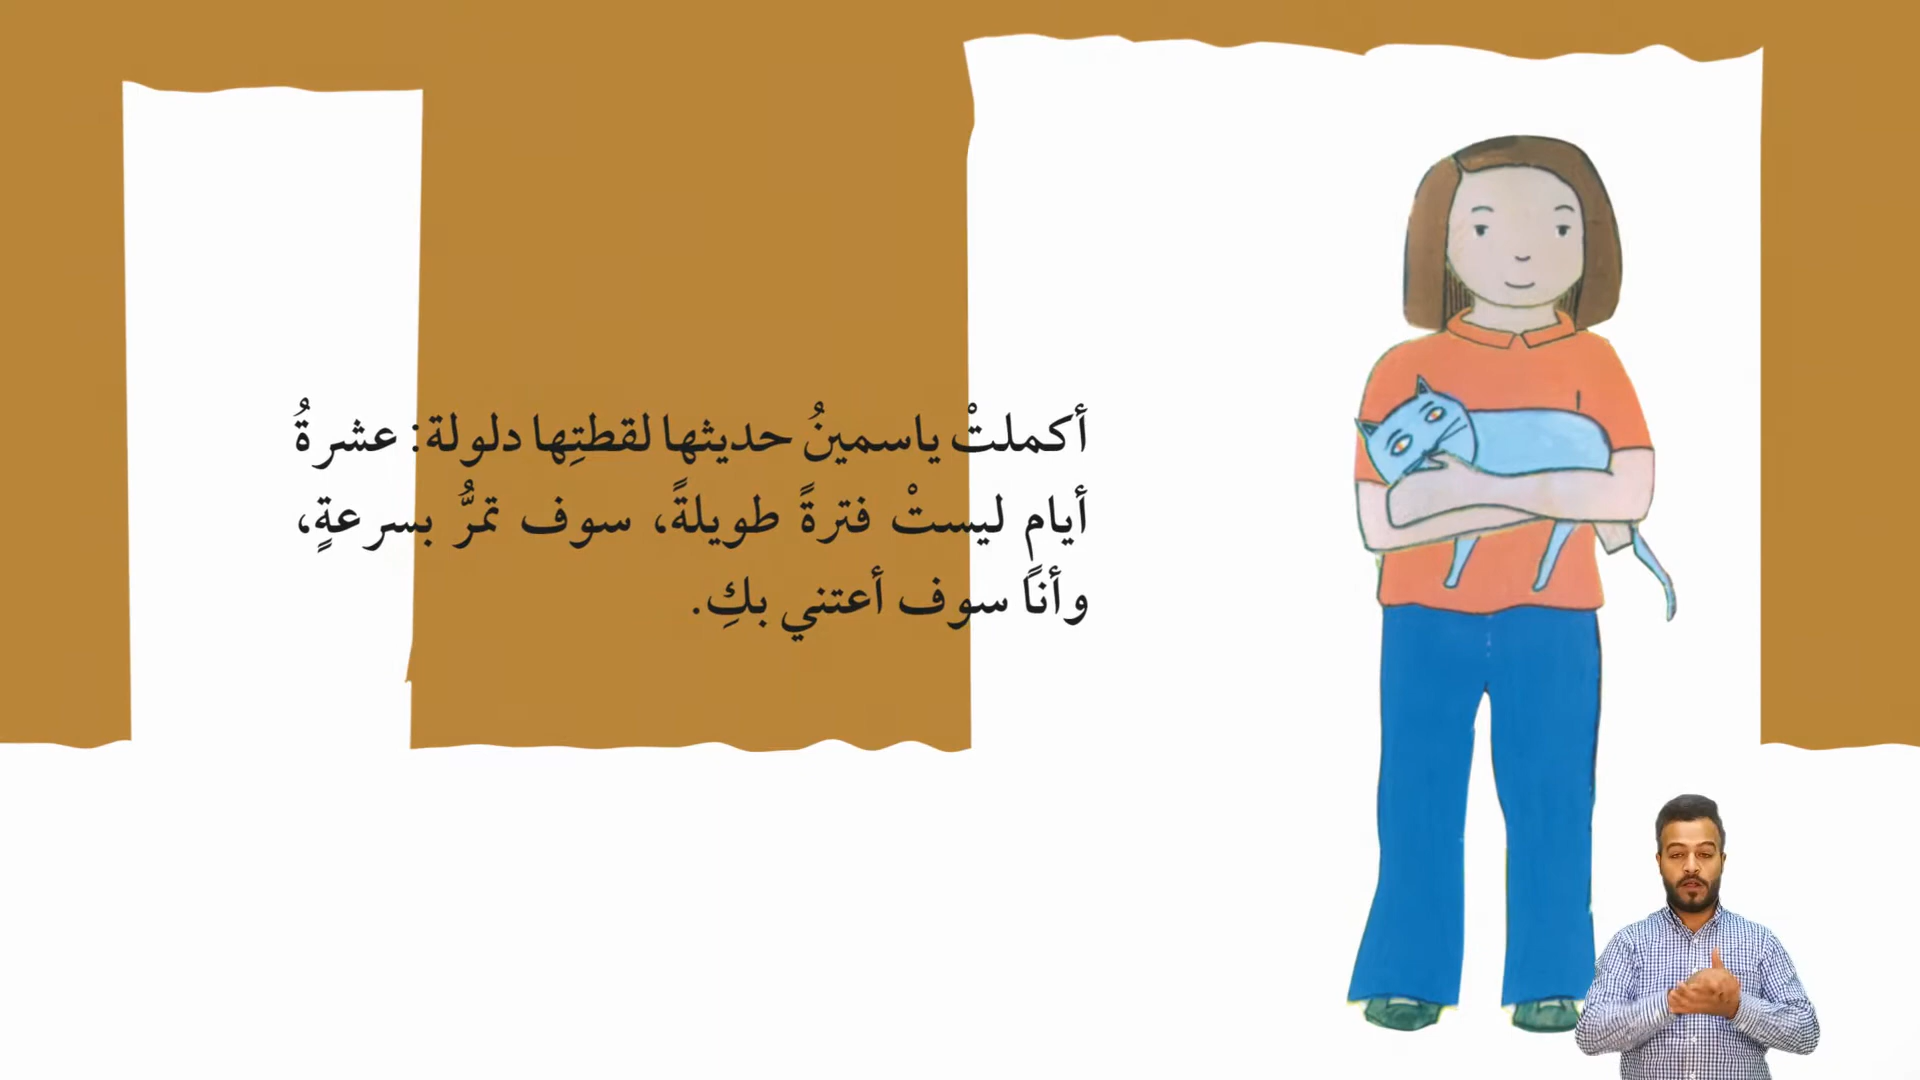 أكملتْ ياسمينُ حديثها لقطتِها دلولة: عشرةُ
أيام ليستْ فترةً طويلةً، سوف تمرُّ بسرعةٍ،
وأنا سوف أعتني بكِ.